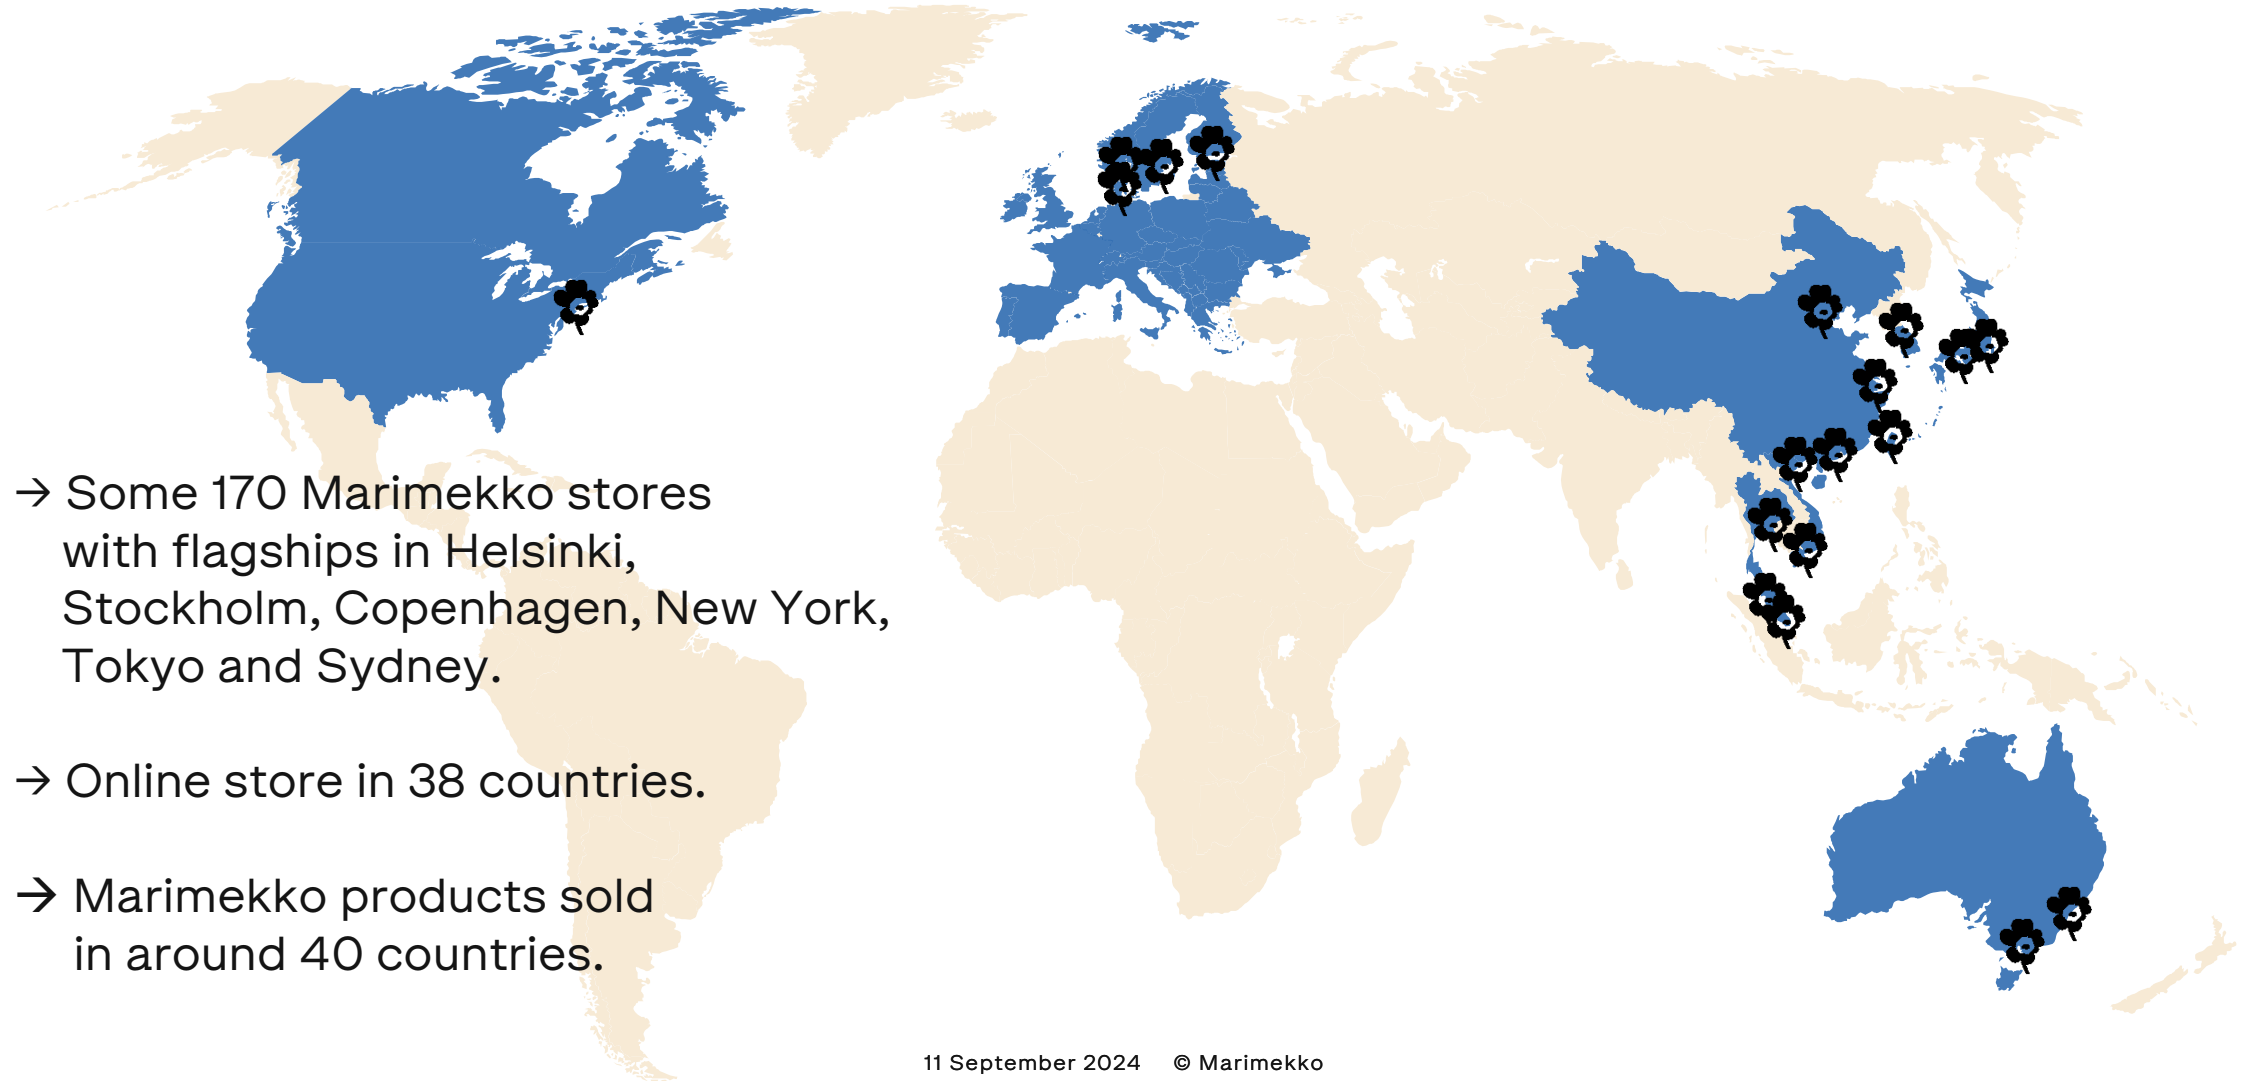 → Some 170 Marimekko stores
with flagships in Helsinki,
Stockholm, Copenhagen, New York,
Tokyo and Sydney.
→ Online store in 38 countries.
→ Marimekko products sold
in around 40 countries.
11 September 2024 © Marimekko